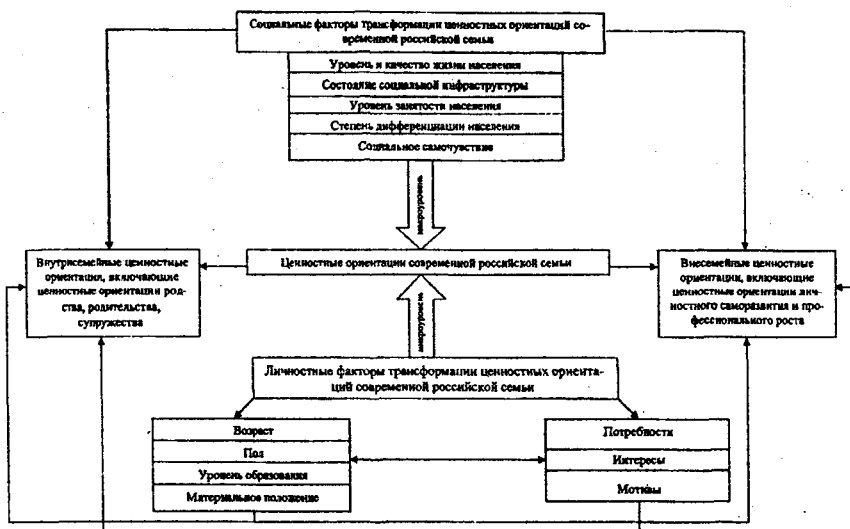 Социальные факторы трансформации ценностных ориентаций со-
временной российской семьи
Уровень и качество жизни населения
Состояние социальной инфраструктуры
Уровень занятости населения
Степень дифференциации населения
Социальное самочувствие
Внутрисемейные ценностные
ориентации, включающие
ценностные ориентации род-
ства, родительства,
супружества
Ценностные ориентации современной российской семьи
Внесемейные ценностные
ориентации, включающие
ценностные ориентации лич-
ностного саморазвития и про-
фессионального роста
микроуровень
Личностные факторы трансформации ценностных ориента-
ций современной российской семьи
Возраст
Пол
Уровень образования
Материальное положение
Потребности
Интересы
Мотивы